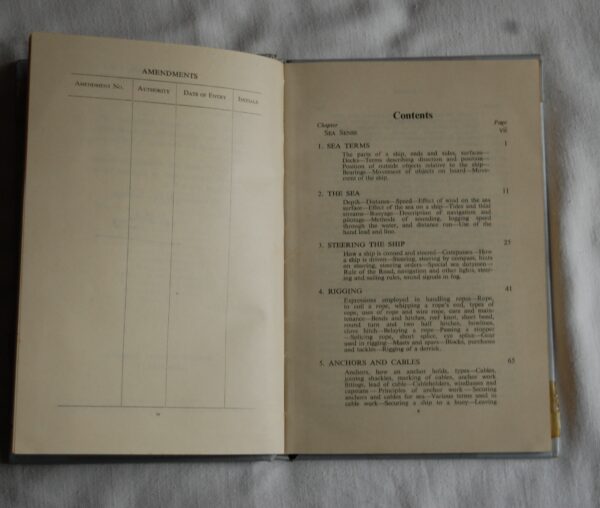 AMENDMENTS
AMENDMENT NO.
AUTHORITY
DATE OF ENTRY
INITIALS
iv
Contents
Chapter
Page
SEA SENSE
vii
1. SEA TERMS
1
The parts of a ship, ends and sides, surfaces—
Decks—Terms describing direction and position—
Position of outside objects relative to the ship—
Bearings—Movement of objects on board—Move-
ment of the ship.
2. THE SEA
11
Depth—Distance—Speed—Effect of wind on the sea
surface—Effect of the sea on a ship—Tides and tidal
streams—Buoyage—Description of navigation and
pilotage—Methods of sounding, logging speed
through the water, and distance run—Use of the
hand lead and line.
3. STEERING THE SHIP
25
How a ship is conned and steered—Compasses—How
a ship is driven—Steering, steering by compass, hints
on steering, steering orders—Special sea dutymen—
Rule of the Road, navigation and other lights, steer-
ing and sailing rules, sound signals in fog.
4. RIGGING
41
Expressions employed in handling ropes—Rope,
to coil a rope, whipping a rope's end, types of
rope, uses of rope and wire rope, care and main-
tenance—Bends and hitches, reef knot, sheet bend,
round turn and two half hitches, bowlines,
clove hitch—Belaying a rope—Passing a stopper
—Splicing rope, short splice, eye splice—Gear
used in rigging—Masts and spars—Blocks, purchases
and tackles—Rigging of a derrick.
5. ANCHORS AND CABLES
63
Anchors, how an anchor holds, types—Cables,
joining shackles, marking of cables, anchor work
fittings, lead of cable—Cableholders, windlasses and
capstans—Principles of anchor work—Securing
anchors and cables for sea—Various terms used in
cable work—Securing a ship to a buoy—Leaving